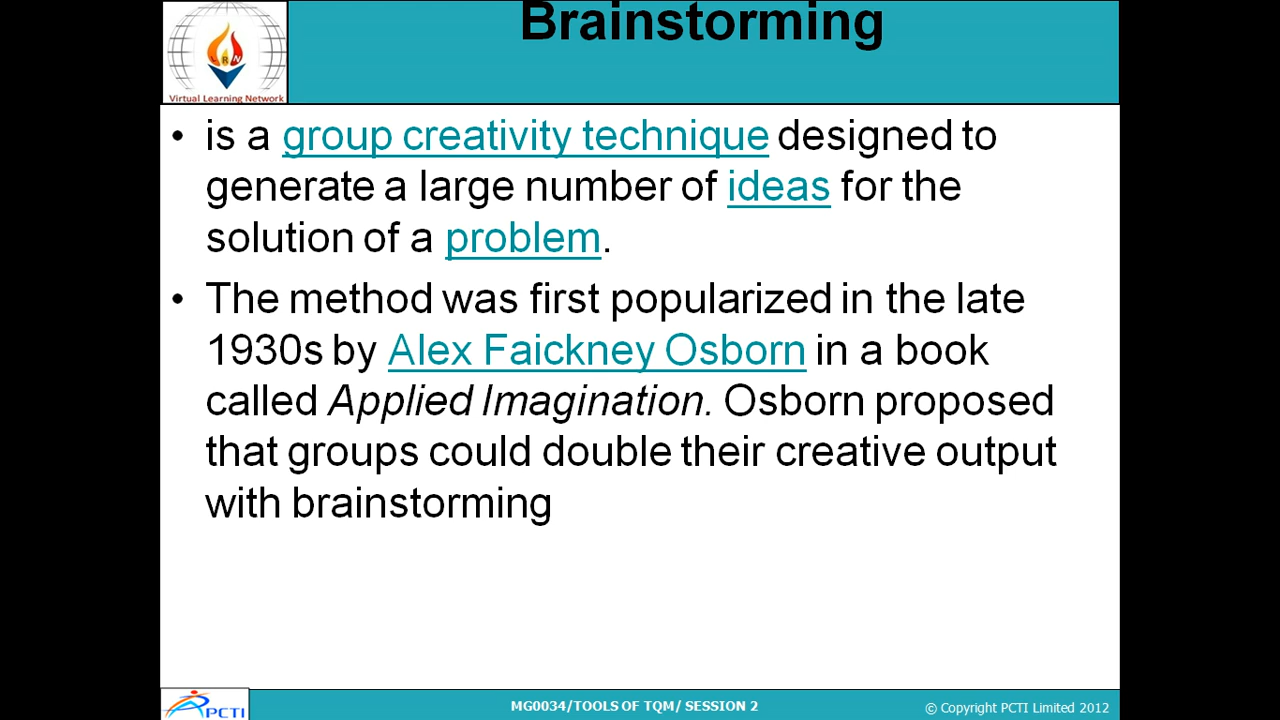 Brainstorming
LRN
Virtual Learning Network
• is a group creativity technique designed to
generate a large number of ideas for the
solution of a problem.
• The method was first popularized in the late
1930s by Alex Faickney Osborn in a book
called Applied Imagination. Osborn proposed
that groups could double their creative output
with brainstorming
PCTI
MG0034/TOOLS OF TQM/ SESSION 2
© Copyright PCTI Limited 2012